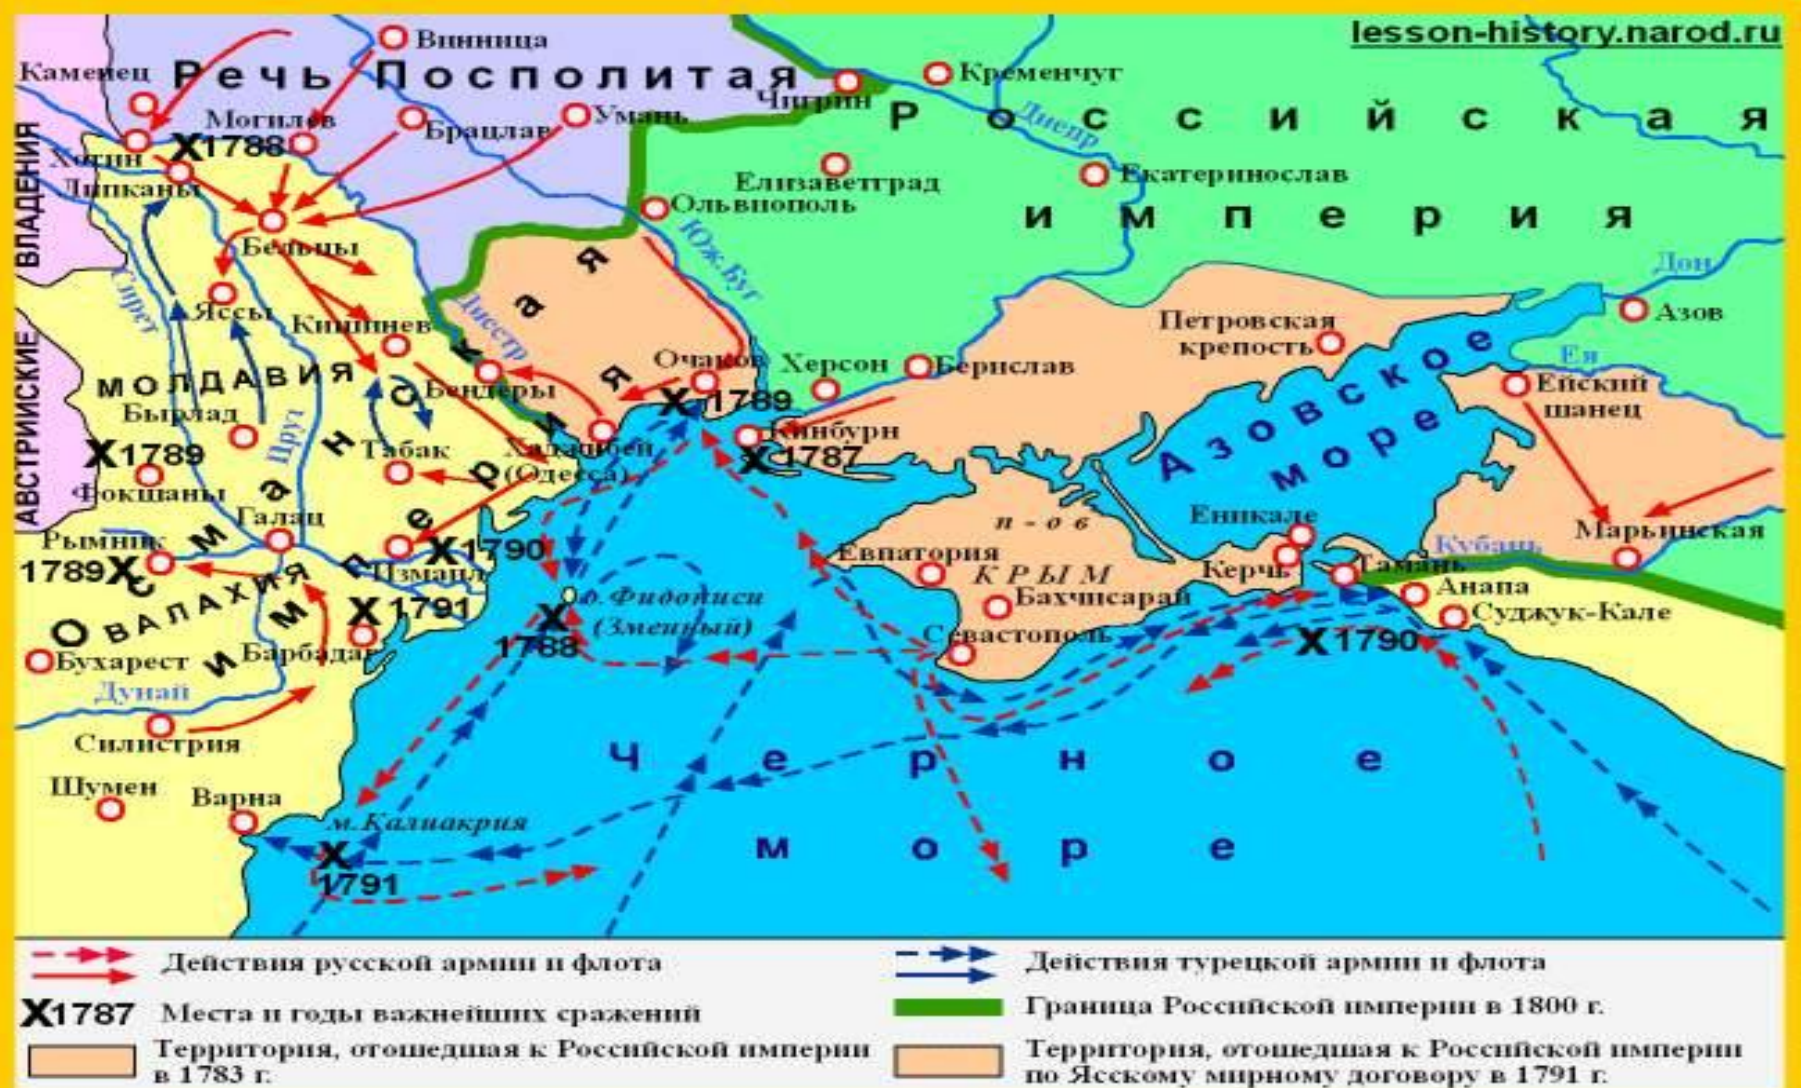 lesson-history.narod.ru
Винница
Каменец
Речь Посполитая
Чигрин
Кременчуг
Российская
империя
Могилев
Брацлав
Умань
Днепр
Хотин
X1788
Липканы
Елизаветград
Екатеринослав
Ольвиополь
АВСТРИЙСКИЕ ВЛАДЕНИЯ
Бельцы
Юж.Буг
Дон
Сирет
Яссы
Кишинев
Днестр
Петровская
крепость
Азов
Очаков
Херсон
Берислав
Ея
МОЛДАВИЯ
Бендеры
X1789
Ейский
шанец
Бырлад
Прут
Кинбурн
X1787
Азовское
море
X1789
Фокшаны
Табак
Хаджибей
(Одесса)
Галац
п-ов
КРЫМ
Еникале
Марьинская
Рымник
1789X
X1790
Измаил
Евпатория
Керчь
Тамань
Кубань
Анапа
Османская
империя
ВАЛАХИЯ
X1791
о.Фидониси
(Змеиный)
X
1788
Бахчисарай
Суджук-Кале
Бухарест
Барбадаг
Севастополь
X1790
Дунай
Силистрия
Черное
море
Шумен
Варна
м.Калиакрия
X
1791
Действия русской армии и флота
Действия турецкой армии и флота
X1787 Места и годы важнейших сражений
Граница Российской империи в 1800 г.
Территория, отошедшая к Российской империи
в 1783 г.
Территория, отошедшая к Российской империи
по Ясскому мирному договору в 1791 г.